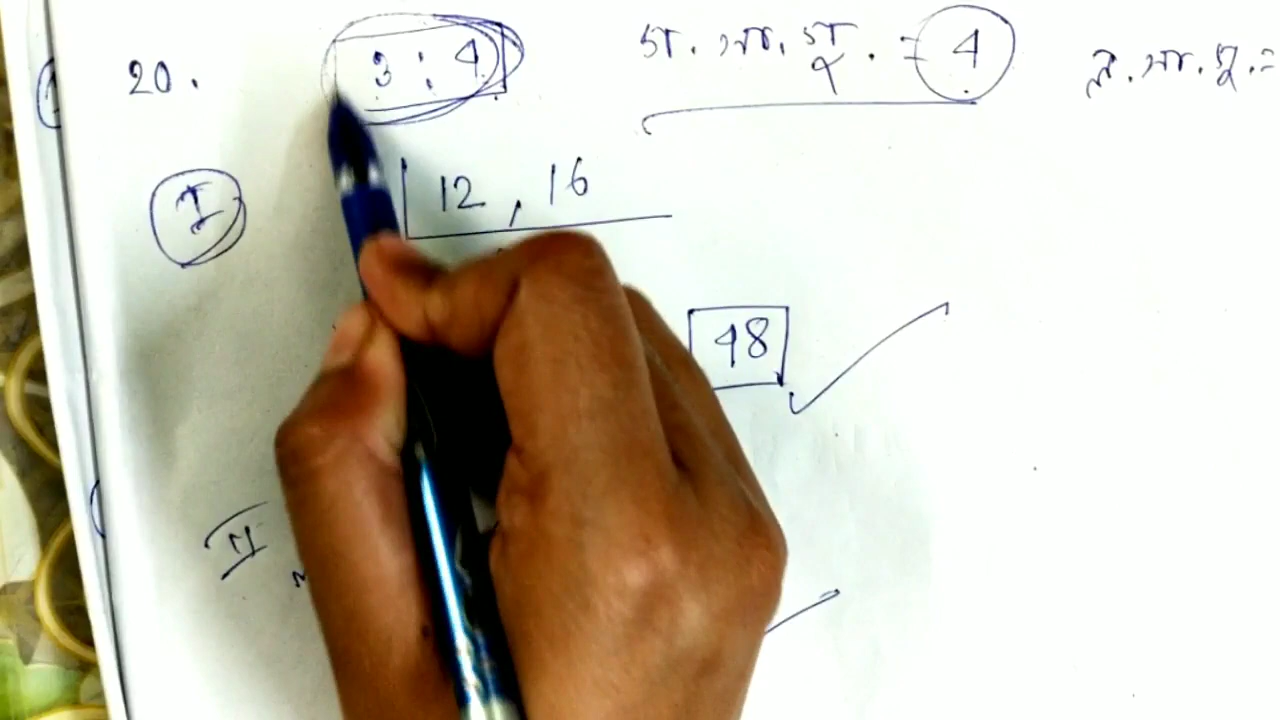 20. 3 : 4 গ. সা. গু. = 4 ল. সা. গু. =
I 12 , 16
48
II